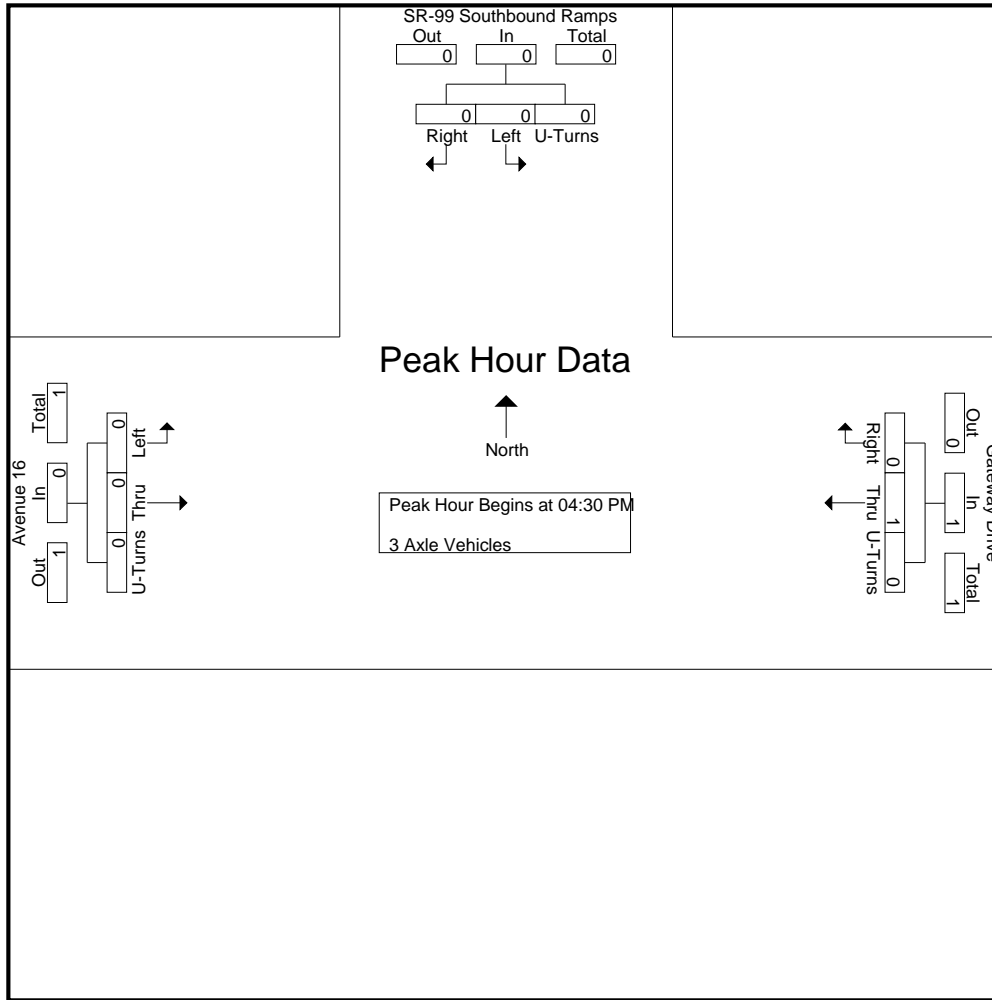 SR-99 Southbound Ramps
Out In Total
0 0 0
0 0 0
Right Left U-Turns
Peak Hour Data
North
Peak Hour Begins at 04:30 PM
3 Axle Vehicles
Avenue 16
Out In Total
1 0 1
U-Turns Thru Left
0 0 0
Gateway Drive
Out In Total
0 1 1
Right Thru U-Turns
0 1 0